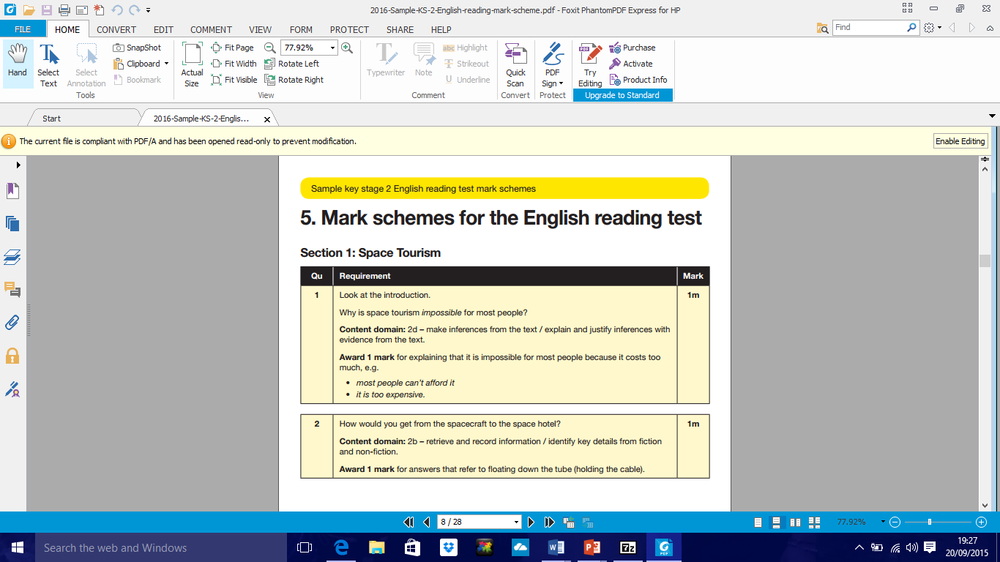 2016-Sample-KS-2-English-reading-mark-scheme.pdf - Foxit PhantomPDF Express for HP
FILE HOME CONVERT EDIT COMMENT VIEW FORM PROTECT SHARE HELP
Find
Hand
Select Text
Select Annotation
SnapShot
Clipboard
Bookmark
Tools
Actual Size
Fit Page
Fit Width
Fit Visible
77.92%
Rotate Left
Rotate Right
View
Typewriter
Note
abc Highlight
T Strikeout
U Underline
Comment
Quick Scan
Convert
PDF Sign
Protect
PDF
Try Editing
Purchase
Activate
Product Info
Upgrade to Standard
Start
2016-Sample-KS-2-Englis...
The current file is compliant with PDF/A and has been opened read-only to prevent modification.
Enable Editing
Sample key stage 2 English reading test mark schemes
5. Mark schemes for the English reading test
Section 1: Space Tourism
Qu Requirement Mark
1 Look at the introduction. 1m
Why is space tourism impossible for most people?
Content domain: 2d – make inferences from the text / explain and justify inferences with
evidence from the text.
Award 1 mark for explaining that it is impossible for most people because it costs too
much, e.g.
• most people can't afford it
• it is too expensive.
2 How would you get from the spacecraft to the space hotel? 1m
Content domain: 2b – retrieve and record information / identify key details from fiction
and non-fiction.
Award 1 mark for answers that refer to floating down the tube (holding the cable).
8 / 28
77.92%
Search the web and Windows
7z
PDF
19:27
20/09/2015